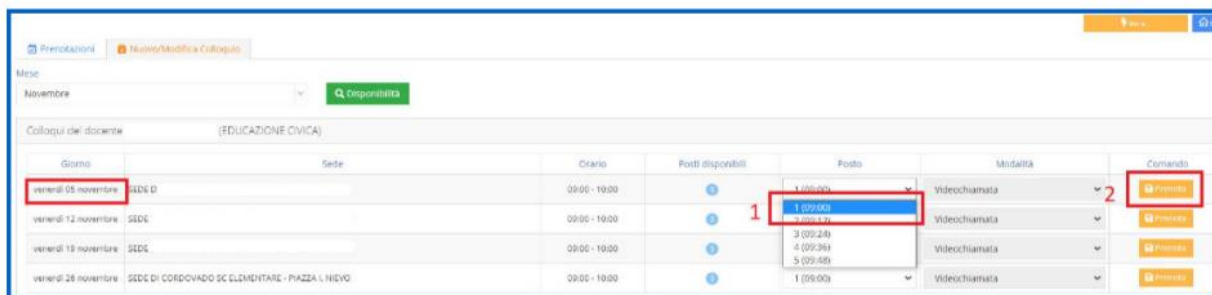 Prenotazioni Nuovo/Modifica Colloquio
Mese
Novembre Disponibilità
Colloqui del docente (EDUCAZIONE CIVICA)
Giorno Sede Orario Posti disponibili Posto Modalità Comando
venerdì 05 novembre SEDE D 09:00 - 10:00 1 (09:00) Videochiamata 2 Prenota
venerdì 12 novembre SEDE 09:00 - 10:00 1 1 (09:00) Videochiamata Prenota
2 (09:12)
3 (09:24)
venerdì 19 novembre SEDE 09:00 - 10:00 4 (09:36) Videochiamata Prenota
5 (09:48)
venerdì 26 novembre SEDE DI CORDOVADO SC ELEMENTARE - PIAZZA I. NIEVO 09:00 - 10:00 1 (09:00) Videochiamata Prenota